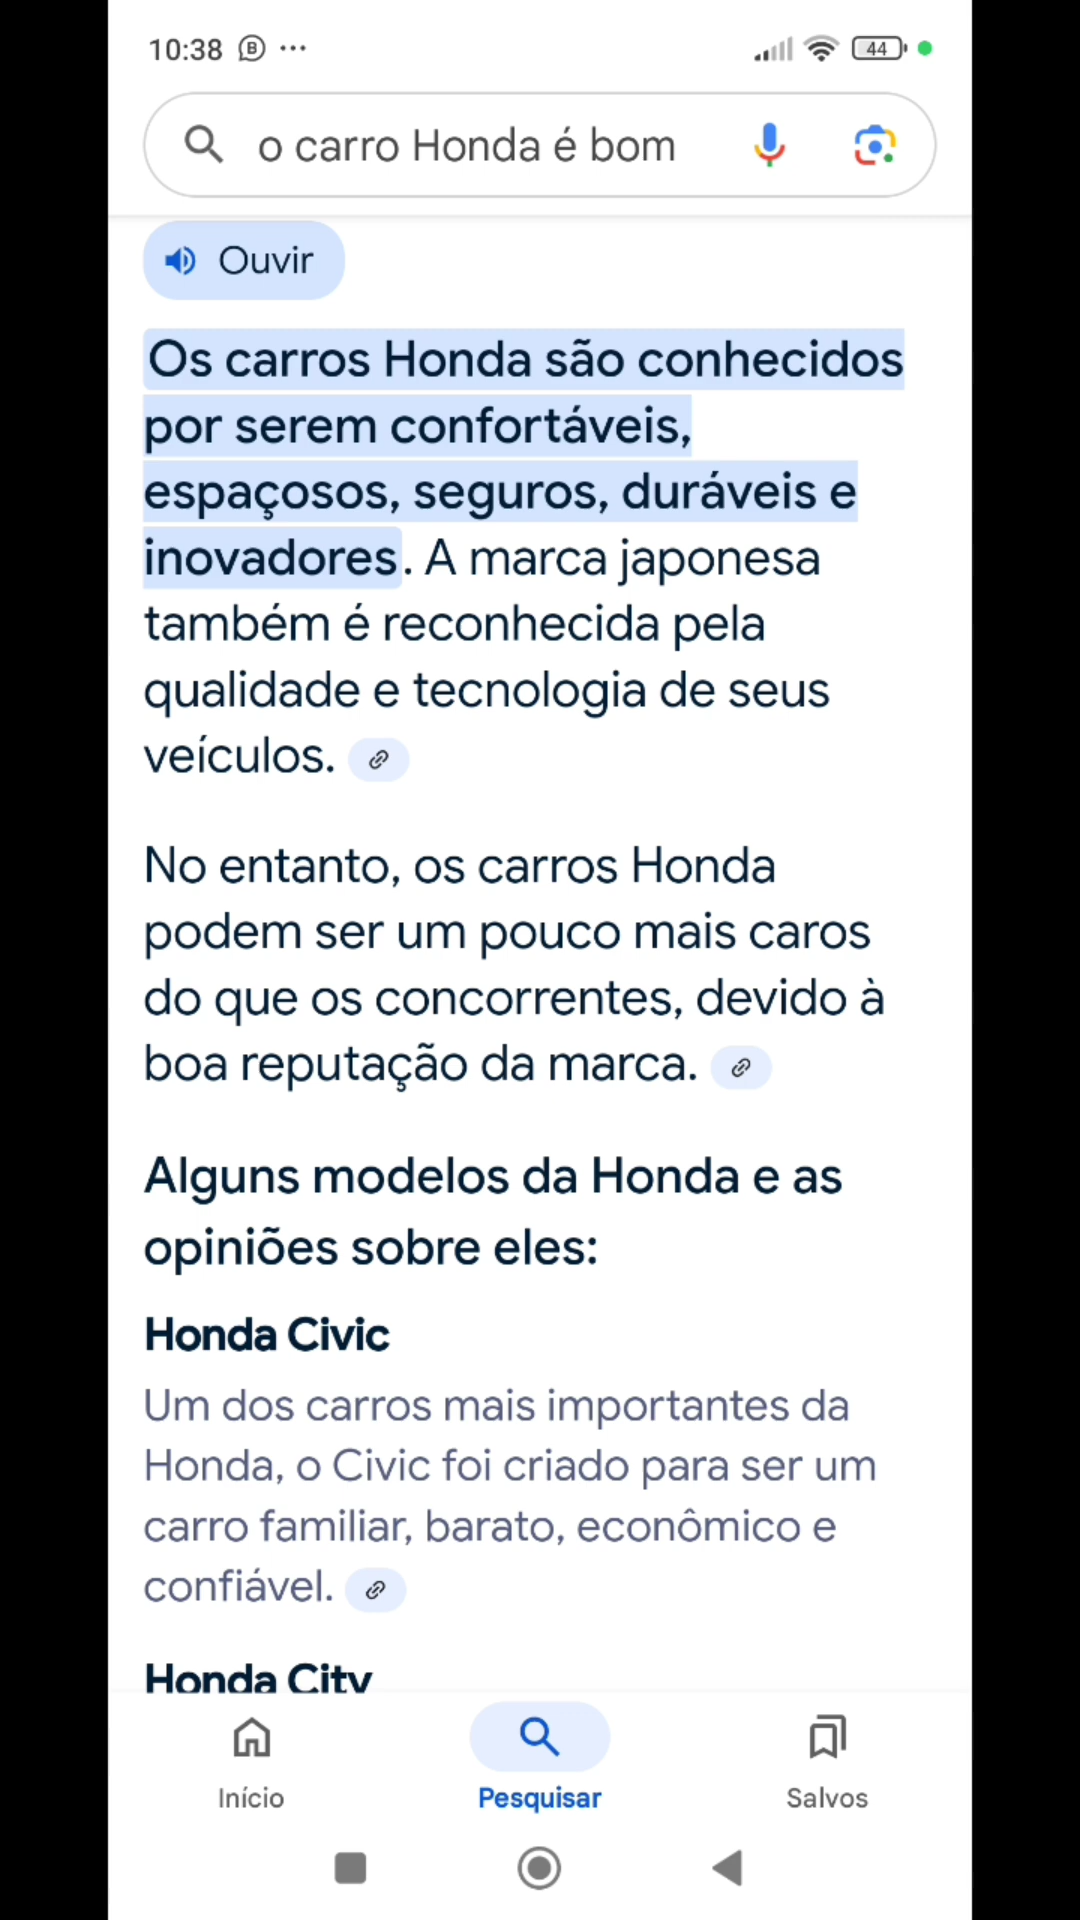 10:38
44
o carro Honda é bom
Ouvir
Os carros Honda são conhecidos
por serem confortáveis,
espaçosos, seguros, duráveis e
inovadores. A marca japonesa
também é reconhecida pela
qualidade e tecnologia de seus
veículos.
No entanto, os carros Honda
podem ser um pouco mais caros
do que os concorrentes, devido à
boa reputação da marca.
Alguns modelos da Honda e as
opiniões sobre eles:
Honda Civic
Um dos carros mais importantes da
Honda, o Civic foi criado para ser um
carro familiar, barato, econômico e
confiável.
Honda City
Início
Pesquisar
Salvos